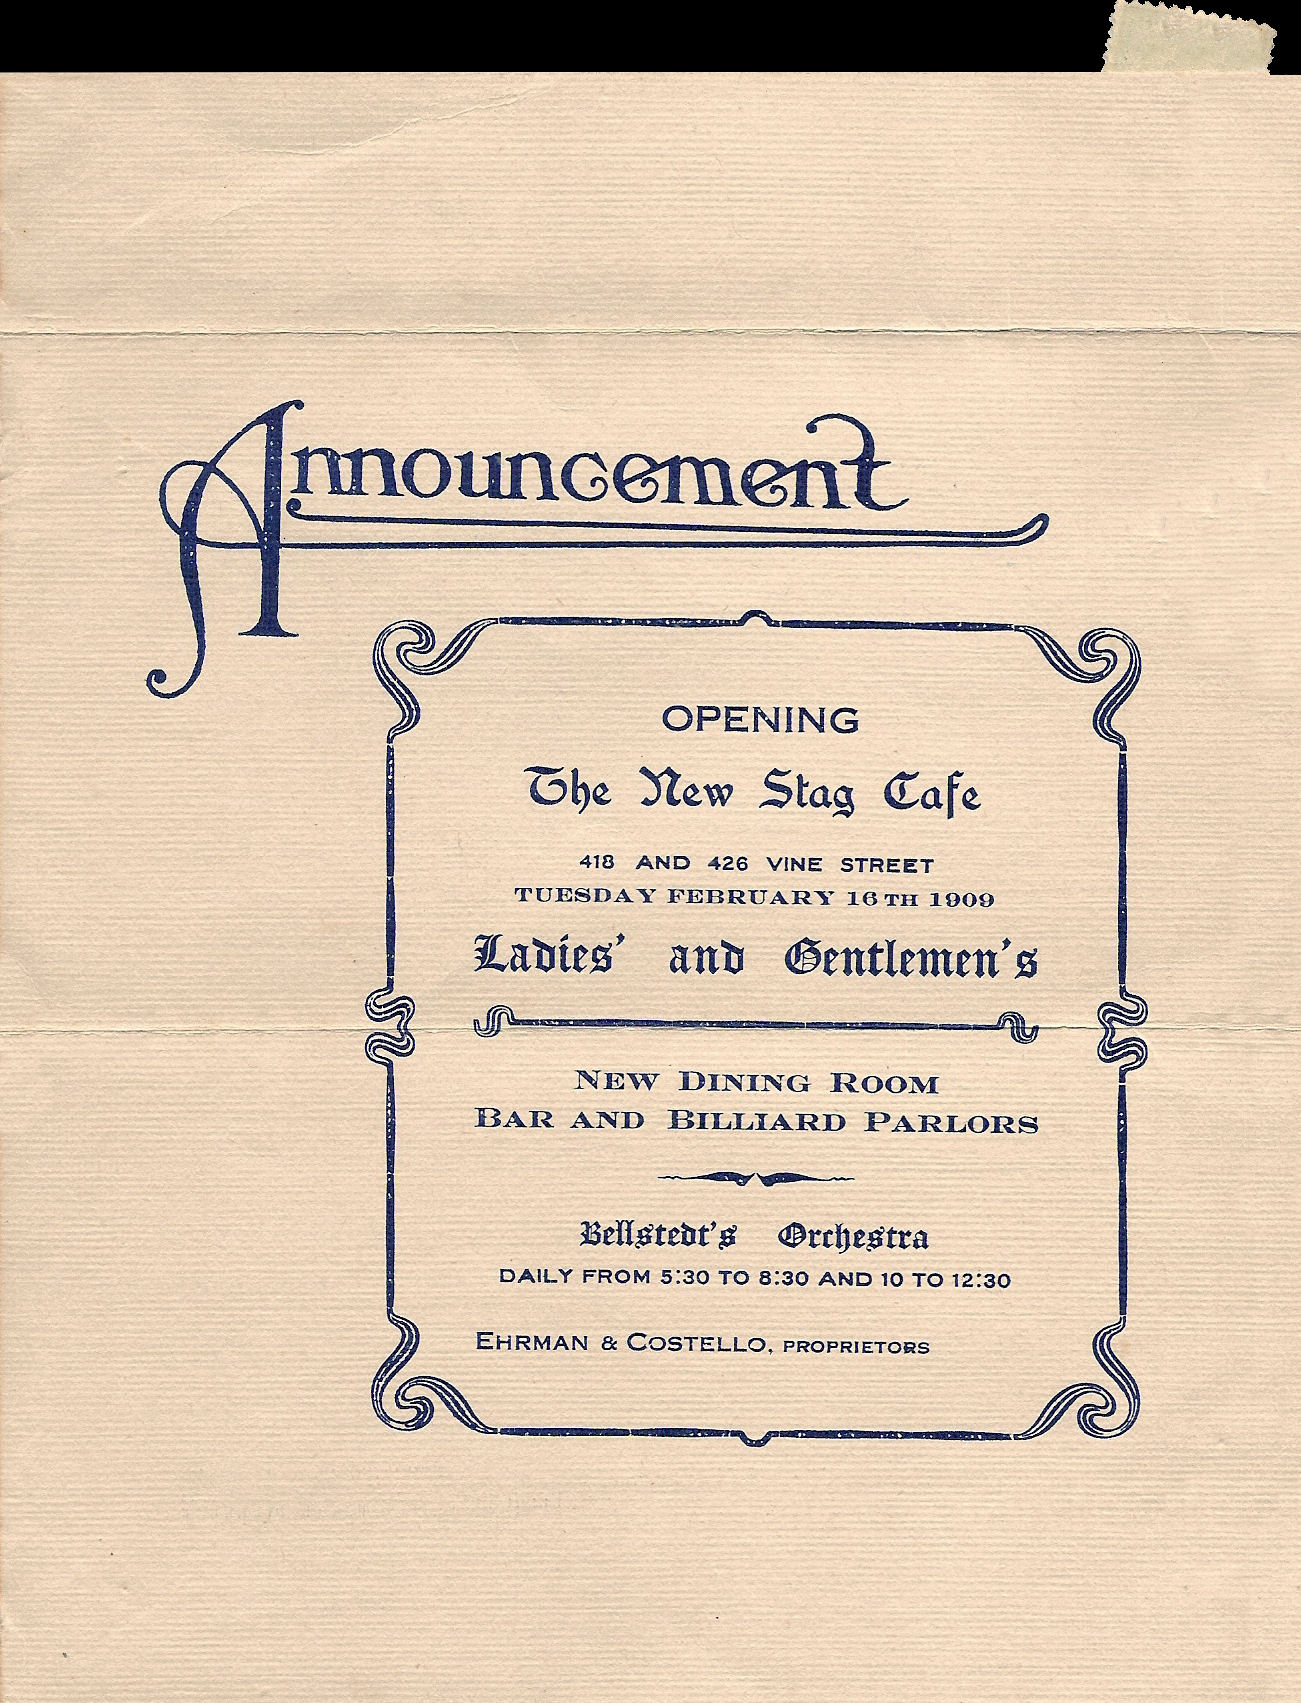 Announcement
OPENING
The New Stag Cafe
418 AND 426 VINE STREET
TUESDAY FEBRUARY 16TH 1909
Ladies' and Gentlemen's
NEW DINING ROOM
BAR AND BILLIARD PARLORS
Bellstedt's Orchestra
DAILY FROM 5:30 TO 8:30 AND 10 TO 12:30
EHRMAN & COSTELLO, PROPRIETORS